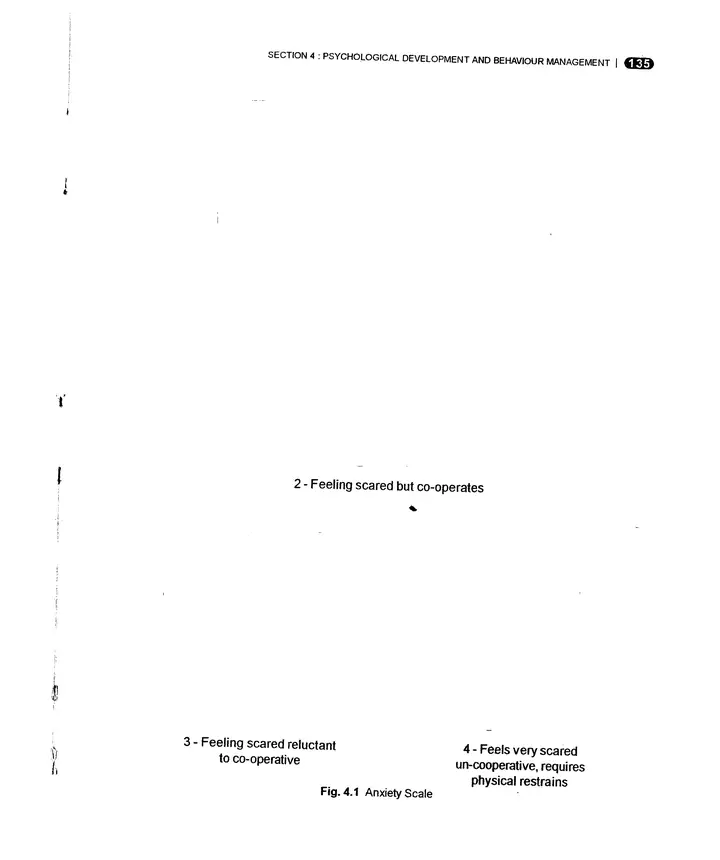 SECTION 4 : PSYCHOLOGICAL DEVELOPMENT AND BEHAVIOUR MANAGEMENT | 135
2 - Feeling scared but co-operates
3 - Feeling scared reluctant
to co-operative
4 - Feels very scared
un-cooperative, requires
physical restrains
Fig. 4.1 Anxiety Scale